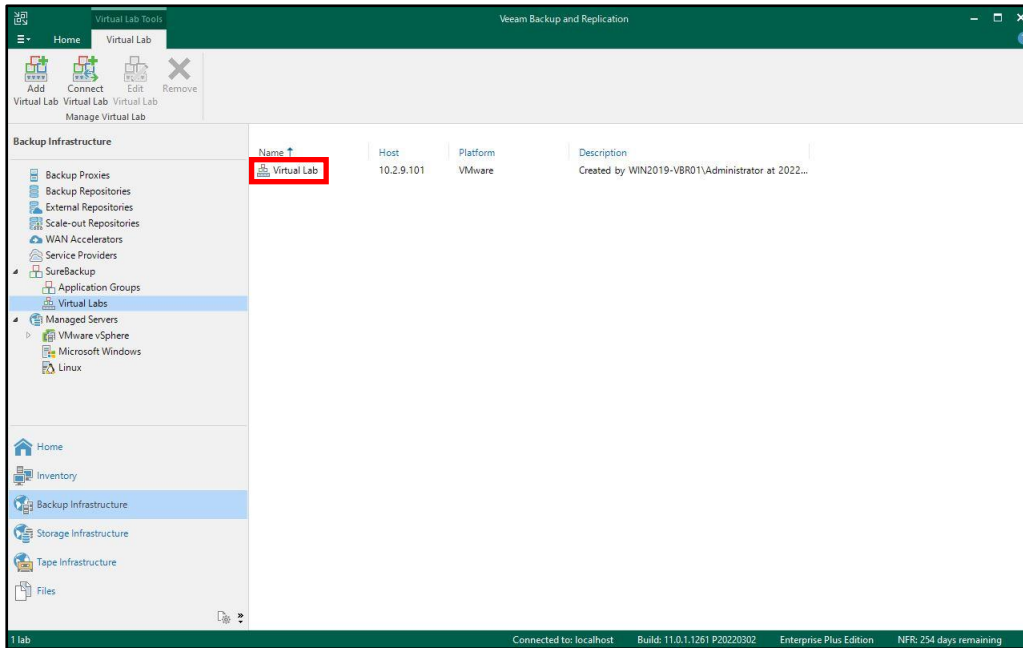 Virtual Lab Tools
Veeam Backup and Replication
Home Virtual Lab
Add Connect Edit Remove
Virtual Lab Virtual Lab Virtual Lab
Manage Virtual Lab
Backup Infrastructure
Backup Proxies
Backup Repositories
External Repositories
Scale-out Repositories
WAN Accelerators
Service Providers
SureBackup
Application Groups
Virtual Labs
Managed Servers
VMware vSphere
Microsoft Windows
Linux
Name Host Platform Description
Virtual Lab 10.2.9.101 VMware Created by WIN2019-VBR01\Administrator at 2022...
Home
Inventory
Backup Infrastructure
Storage Infrastructure
Tape Infrastructure
Files
1 lab Connected to: localhost Build: 11.0.1.1261 P20220302 Enterprise Plus Edition NFR: 254 days remaining